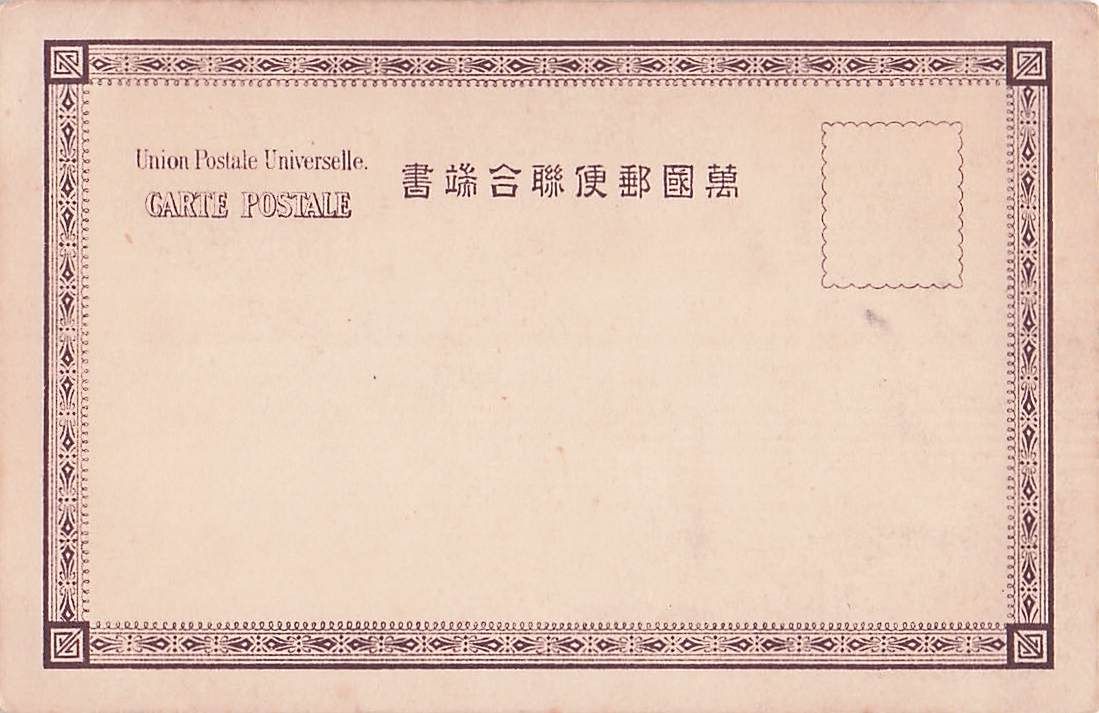 Union Postale Universelle.
CARTE POSTALE
萬國郵便聯合端書